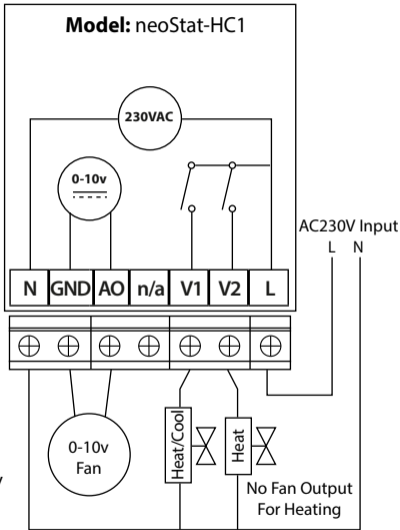 Model: neoStat-HC1
230VAC
0-10v
AC230V Input
L N
N GND AO n/a V1 V2 L
0-10v
Fan
Heat/Cool
Heat
No Fan Output
For Heating